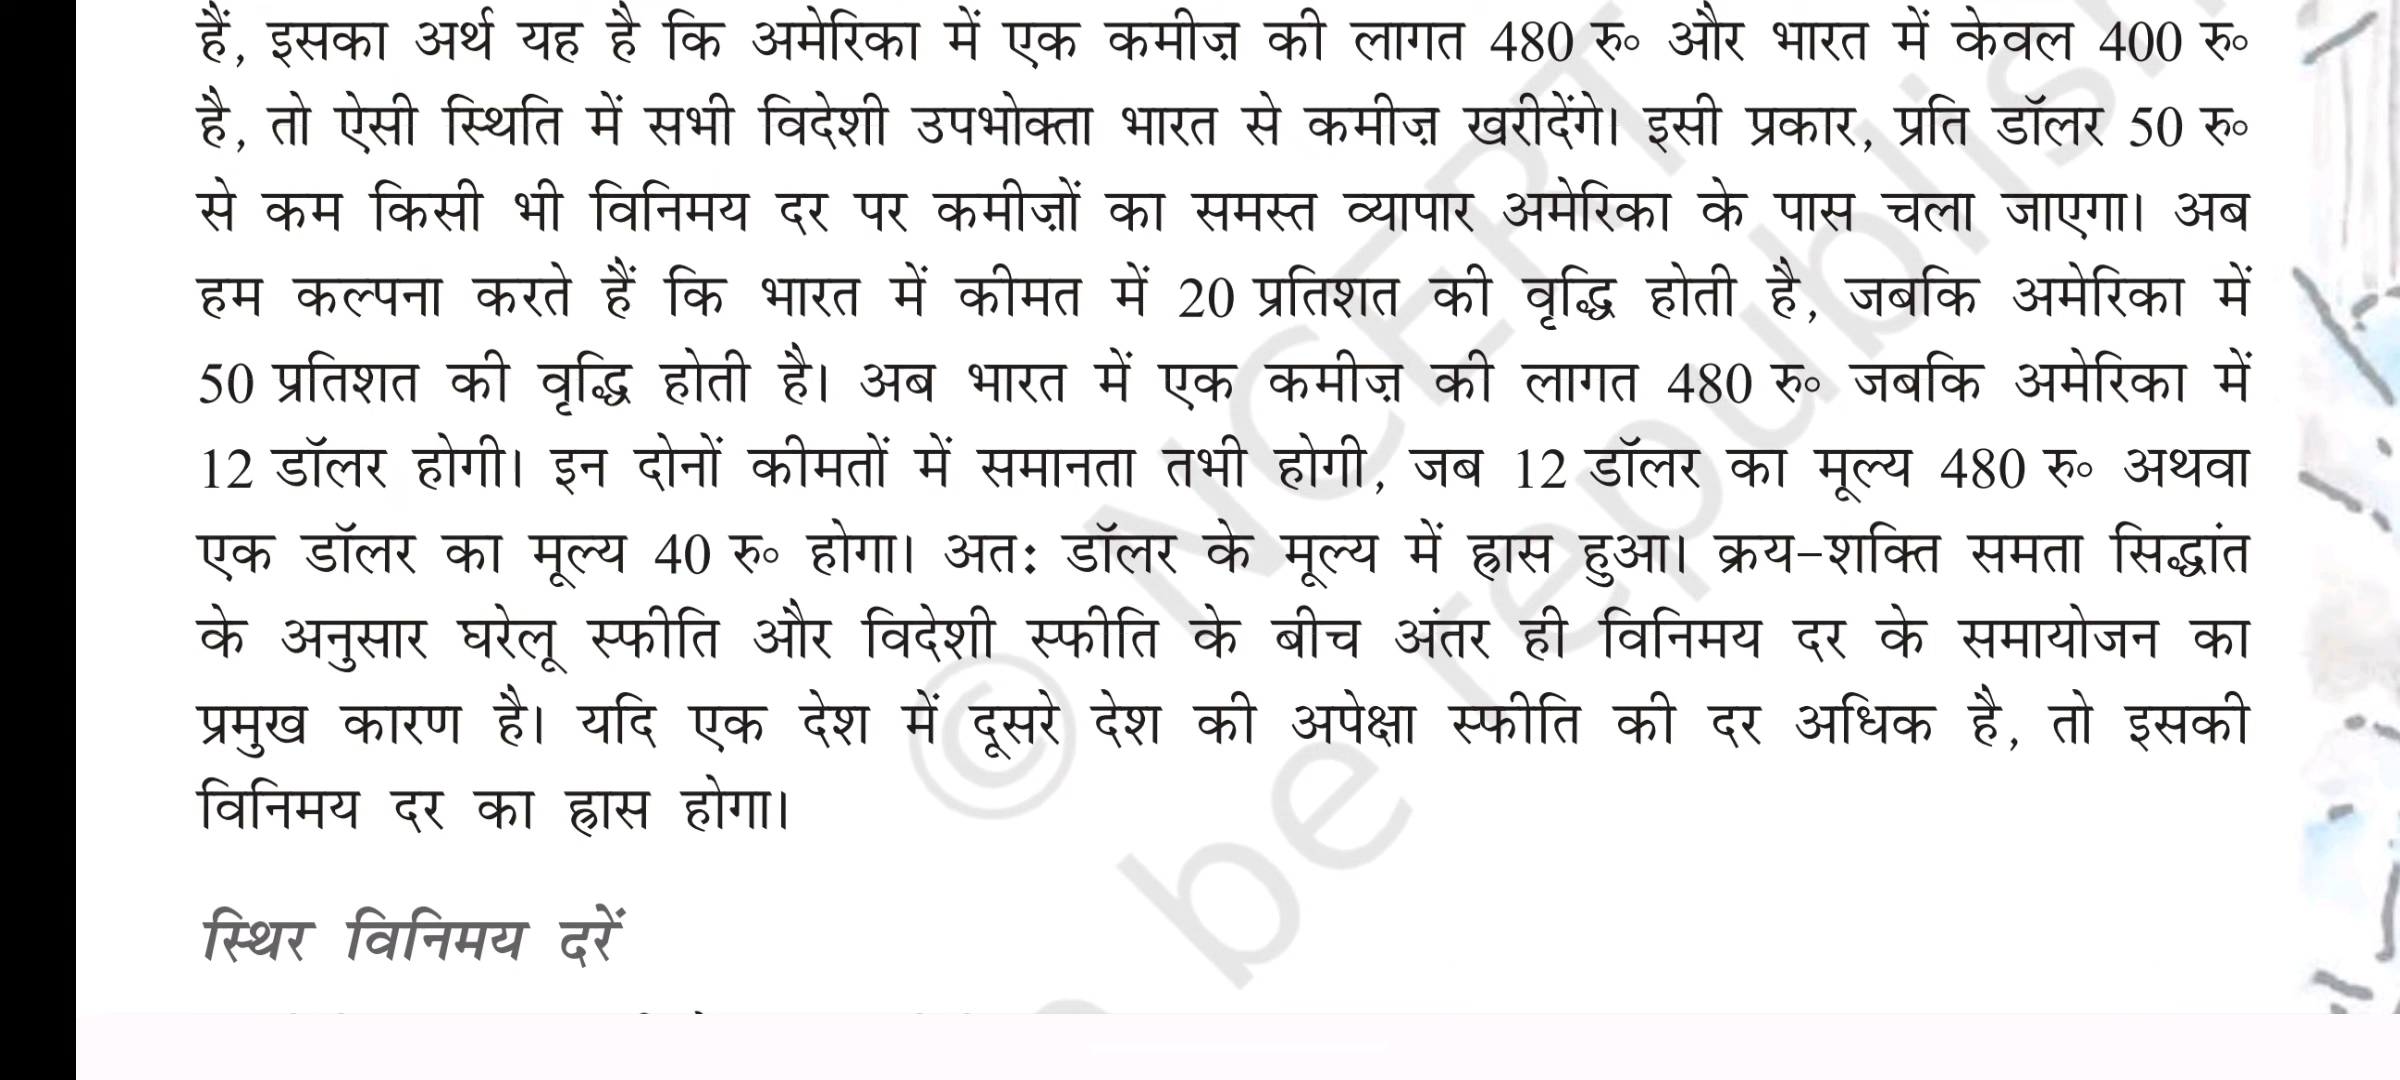 हैं, इसका अर्थ यह है कि अमेरिका में एक कमीज़ की लागत 480 रु० और भारत में केवल 400 रु०
है, तो ऐसी स्थिति में सभी विदेशी उपभोक्ता भारत से कमीज़ खरीदेंगे। इसी प्रकार, प्रति डॉलर 50 रु०
से कम किसी भी विनिमय दर पर कमीज़ों का समस्त व्यापार अमेरिका के पास चला जाएगा। अब
हम कल्पना करते हैं कि भारत में कीमत में 20 प्रतिशत की वृद्धि होती है, जबकि अमेरिका में
50 प्रतिशत की वृद्धि होती है। अब भारत में एक कमीज़ की लागत 480 रु० जबकि अमेरिका में
12 डॉलर होगी। इन दोनों कीमतों में समानता तभी होगी, जब 12 डॉलर का मूल्य 480 रु० अथवा
एक डॉलर का मूल्य 40 रु० होगा। अतः डॉलर के मूल्य में ह्रास हुआ। क्रय-शक्ति समता सिद्धांत
के अनुसार घरेलू स्फीति और विदेशी स्फीति के बीच अंतर ही विनिमय दर के समायोजन का
प्रमुख कारण है। यदि एक देश में दूसरे देश की अपेक्षा स्फीति की दर अधिक है, तो इसकी
विनिमय दर का ह्रास होगा।
स्थिर विनिमय दरें
© NCERT
be republish